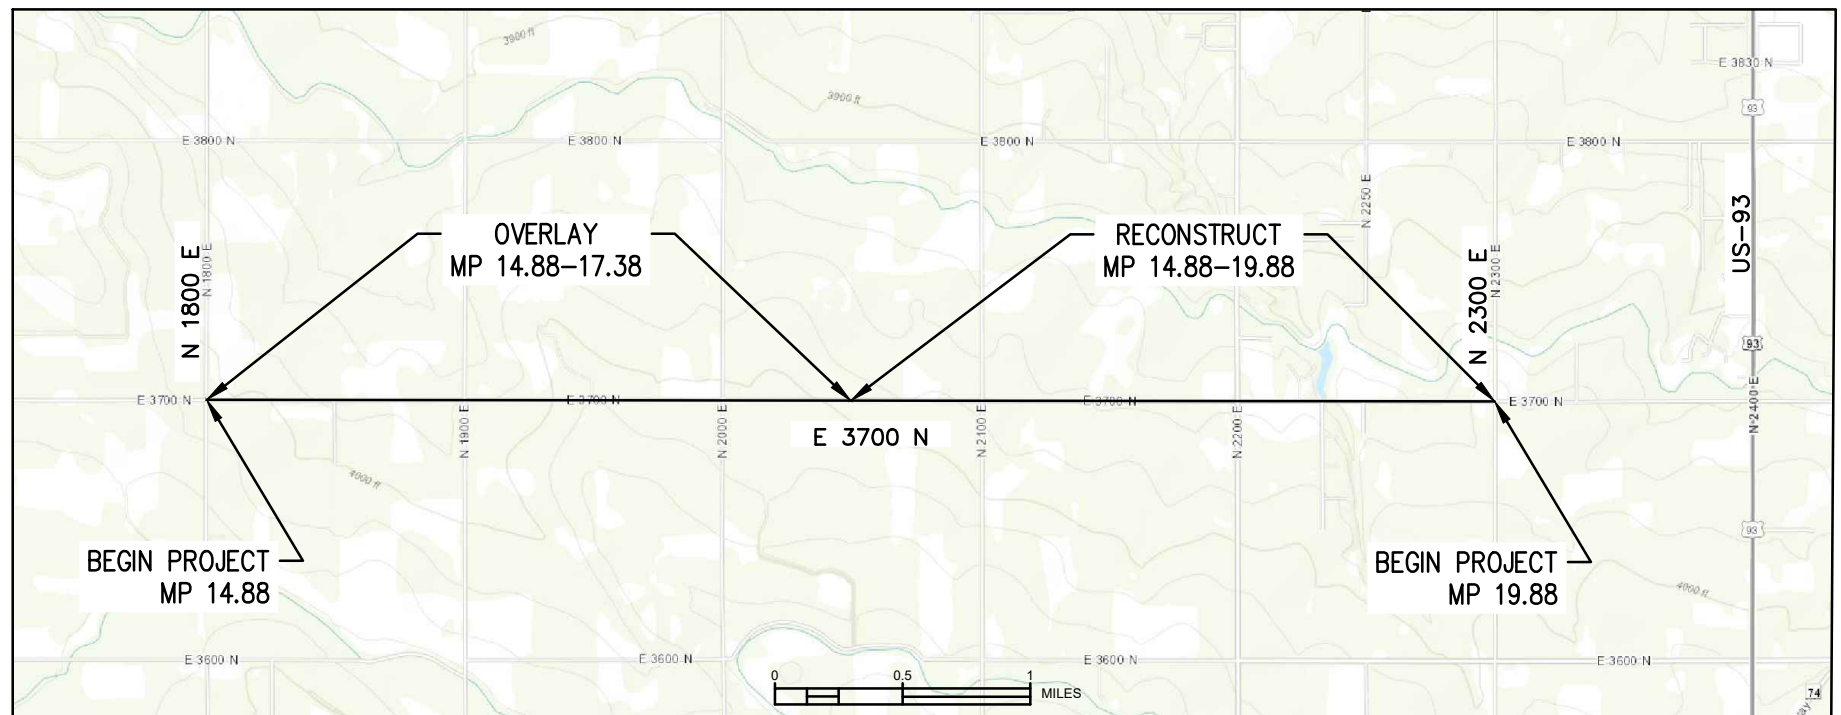 3900 ft
E 3830 N
93
3900 ft
E 3800 N
E 3800 N
E 3800 N
E 3800 N
N 2250 E
US-93
N 1800 E
N 1800 E
OVERLAY
MP 14.88-17.38
RECONSTRUCT
MP 14.88-19.88
N 2300 E
N 2300 E
93
E 3700 N
E 3700 N
E 3700 N
E 3700 N
N 2400 E
N 1900 E
N 2000 E
E 3700 N
N 2100 E
N 2200 E
4000 ft
93
BEGIN PROJECT
MP 14.88
BEGIN PROJECT
MP 19.88
4000 ft
E 3600 N
E 3600 N
E 3600 N
E 3600 N
0 0.5 1
MILES
74